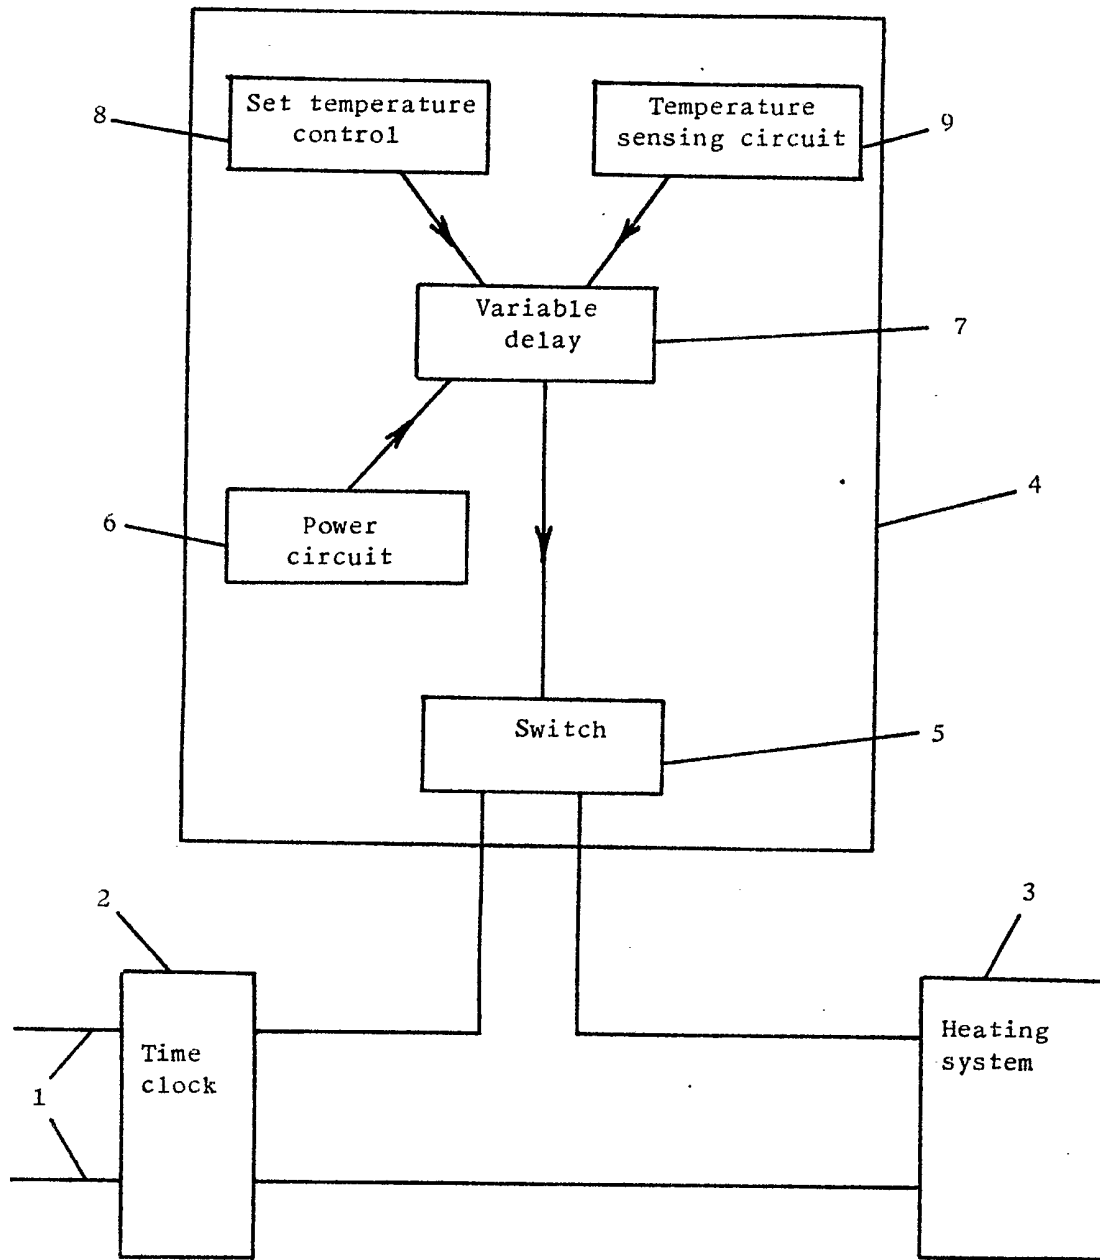 8
Set temperature
control
Temperature
sensing circuit
9
Variable
delay
7
6
Power
circuit
4
Switch
5
2
3
Time
clock
Heating
system
1